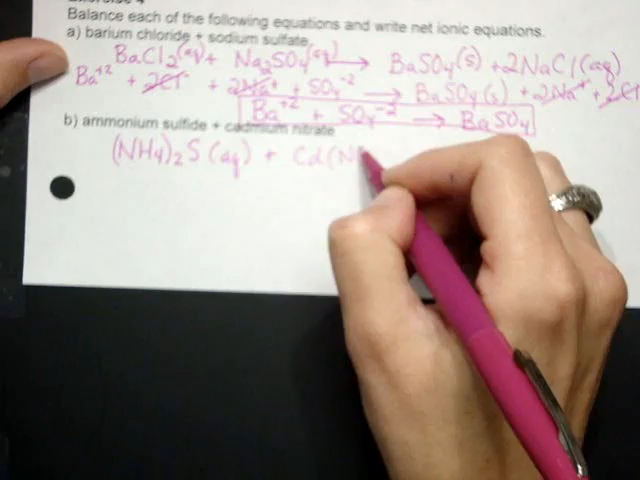 Balance each of the following equations and write net ionic equations.
a) barium chloride + sodium sulfate
BaCl2(aq) + Na2SO4(aq) → BaSO4(s) + 2NaCl(aq)
Ba+2 + 2Cl- + 2Na+ + SO4-2 → BaSO4(s) + 2Na+ + 2Cl
Ba+2 + SO4-2 → BaSO4
b) ammonium sulfide + cadmium nitrate
(NH4)2S(aq) + Cd(N